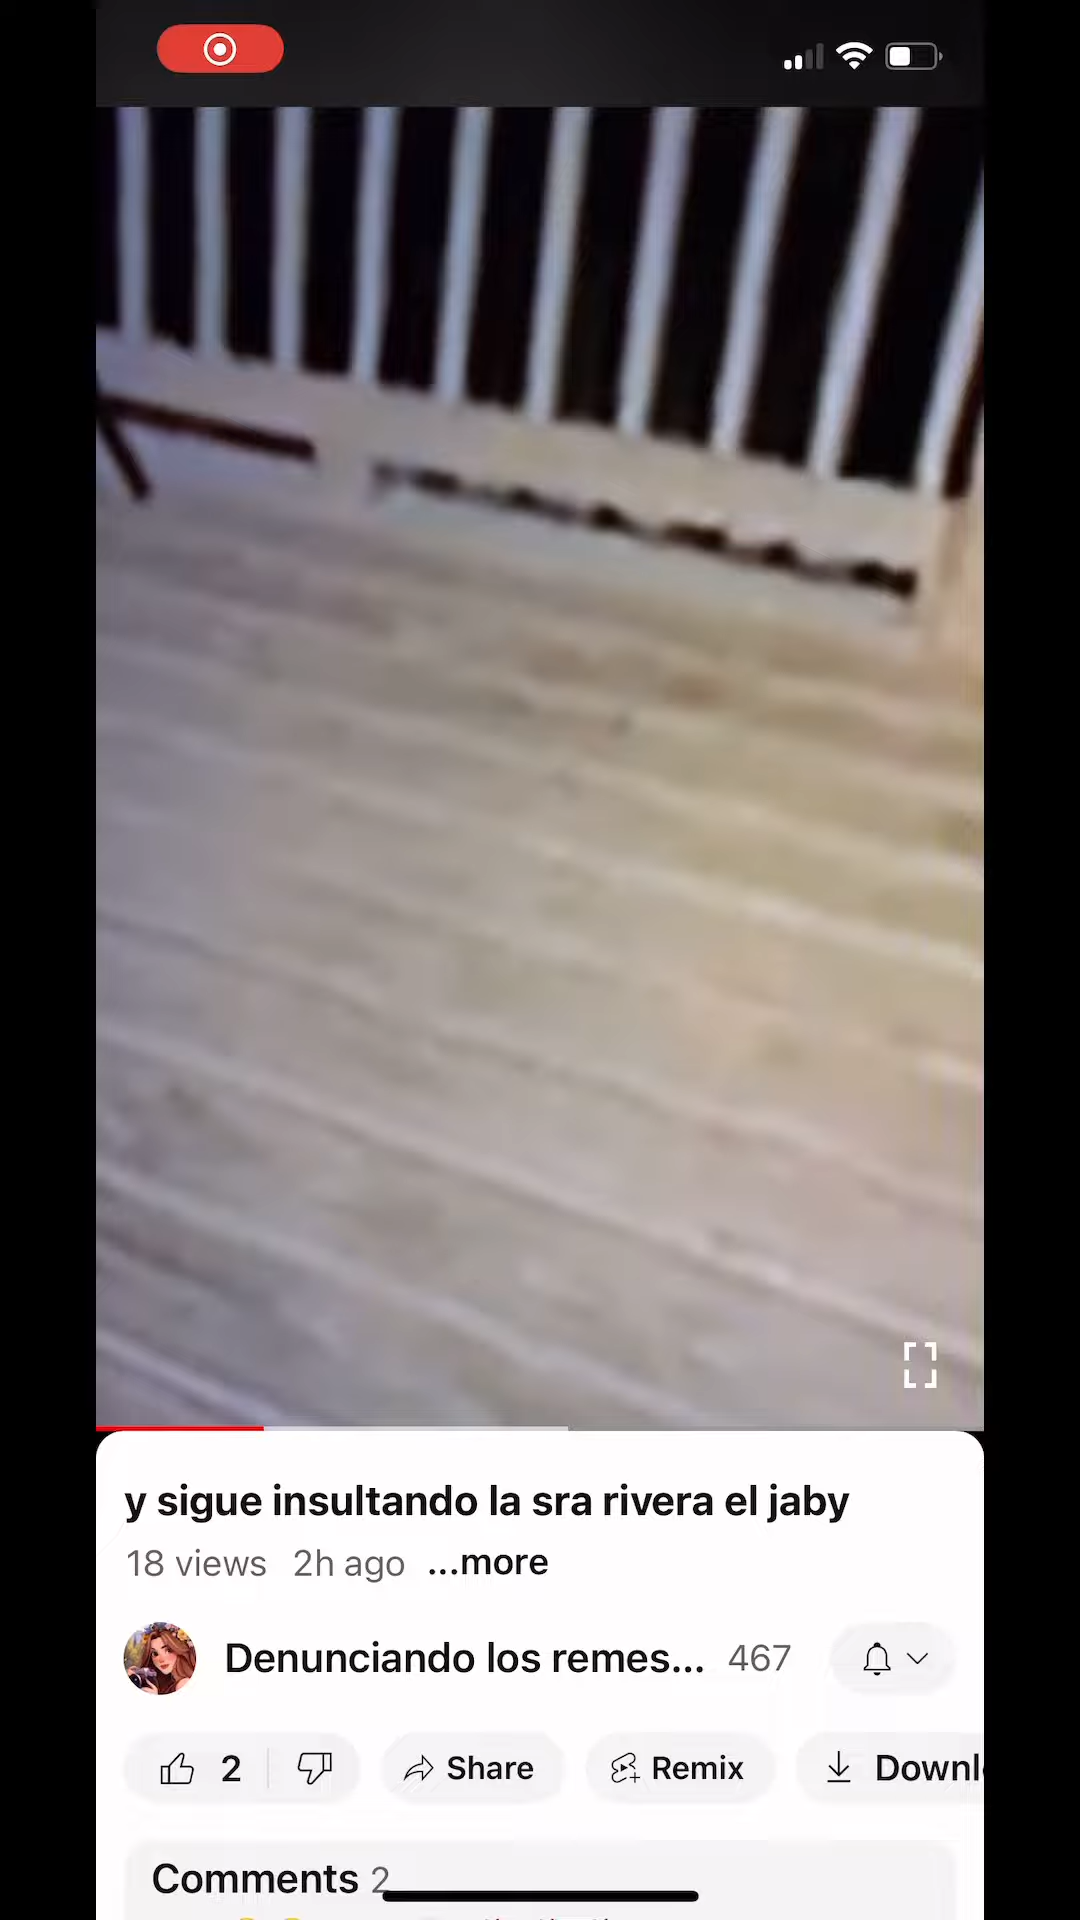 y sigue insultando la sra rivera el jaby
18 views 2h ago ...more
Denunciando los remes... 467
2 Share Remix Downl
Comments 2